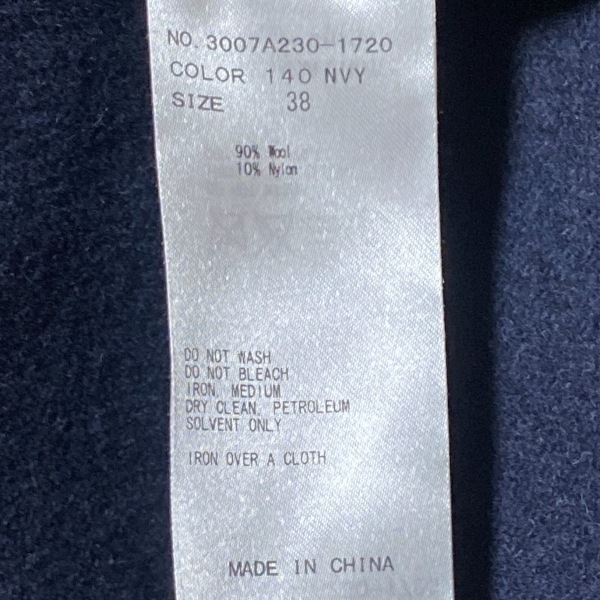 NO. 3007A230-1720
COLOR 140 NVY
SIZE 38
90% Wool
10% Nylon
DO NOT WASH
DO NOT BLEACH
IRON, MEDIUM
DRY CLEAN, PETROLEUM
SOLVENT ONLY
IRON OVER A CLOTH
MADE IN CHINA